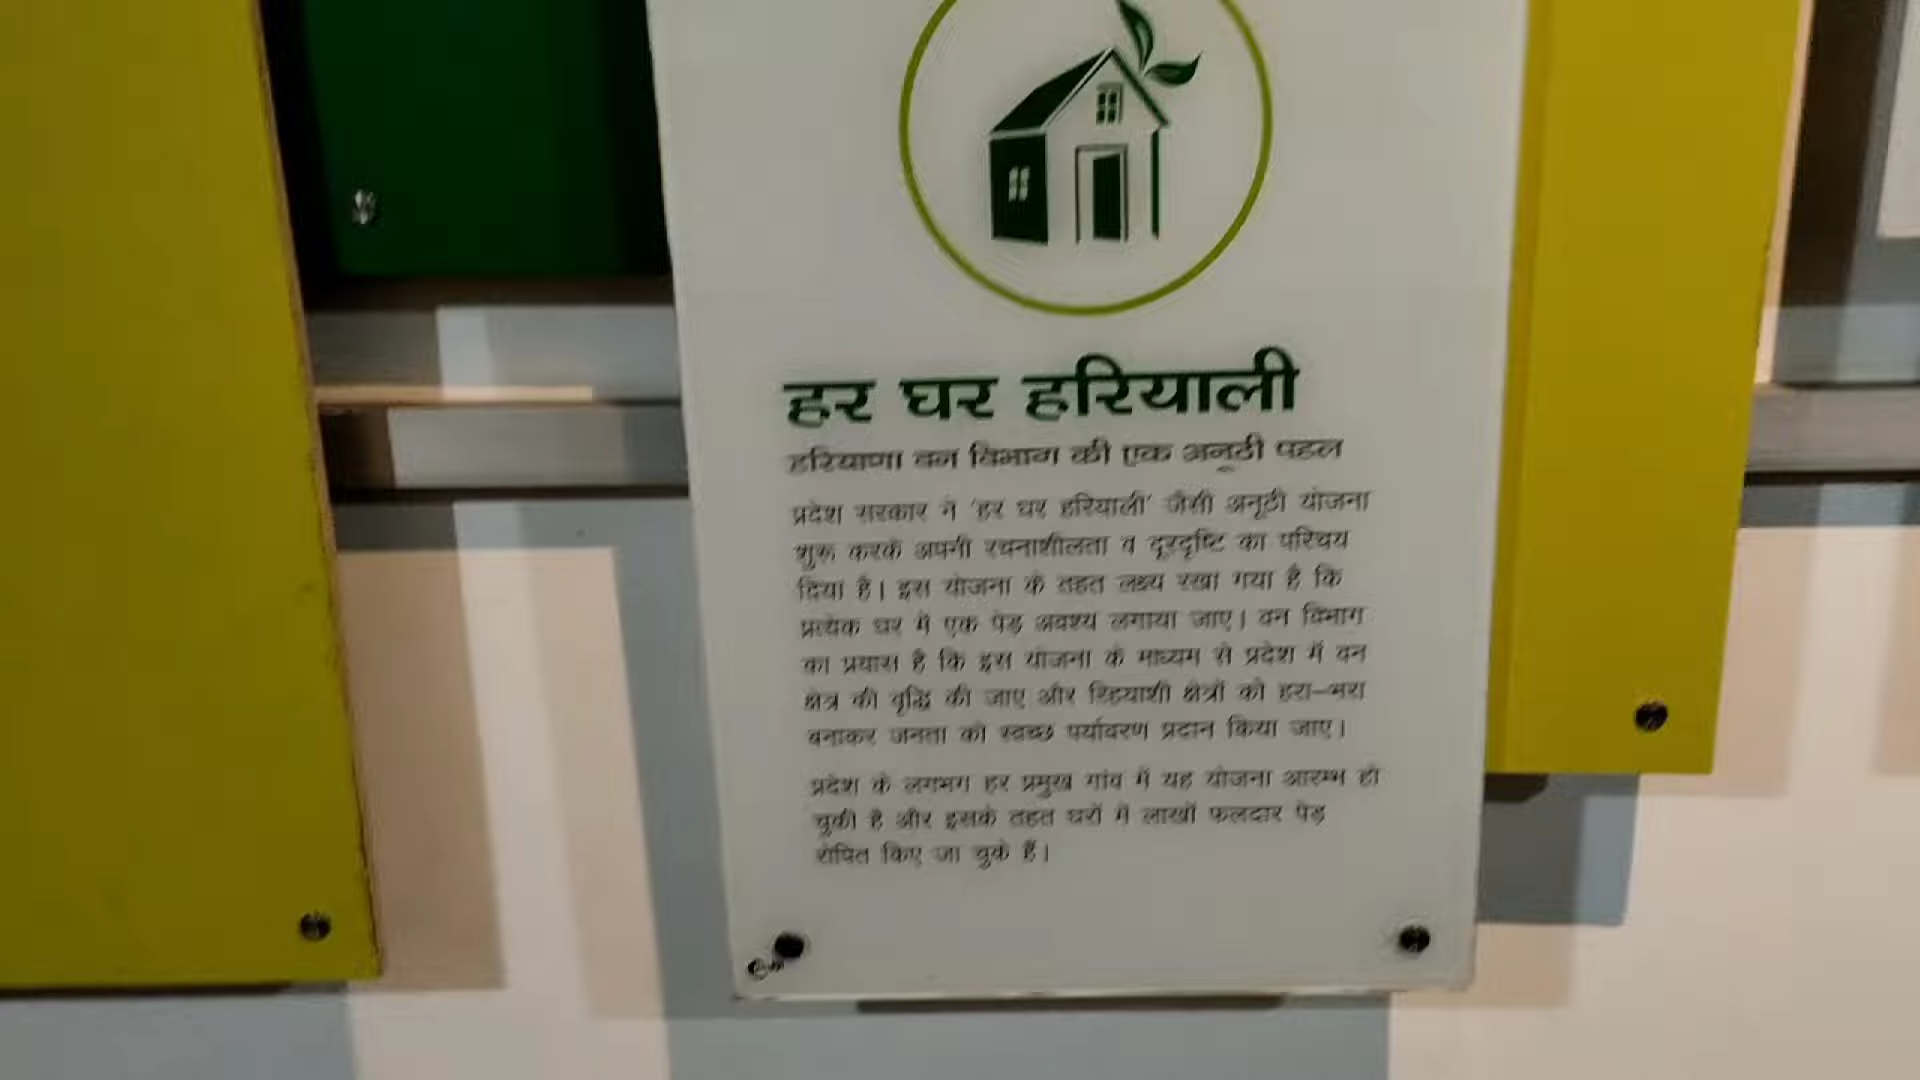 हर घर हरियाली
हरियाणा वन विभाग की एक अनूठी पहल
प्रदेश सरकार ने 'हर घर हरियाली' जैसी अनूठी योजना
शुरू करके अपनी रचनाशीलता व दूरदृष्टि का परिचय
दिया है। इस योजना के तहत लक्ष्य रखा गया है कि
प्रत्येक घर में एक पेड़ अवश्य लगाया जाए। वन विभाग
का प्रयास है कि इस योजना के माध्यम से प्रदेश में वन
क्षेत्र की वृद्धि की जाए और रिहयाशी क्षेत्रों को हरा–भरा
बनाकर जनता को स्वच्छ पर्यावरण प्रदान किया जाए।
प्रदेश के लगभग हर प्रमुख गांव में यह योजना आरम्भ हो
चुकी है और इसके तहत घरों में लाखों फलदार पेड़
रोपित किए जा चुके हैं।